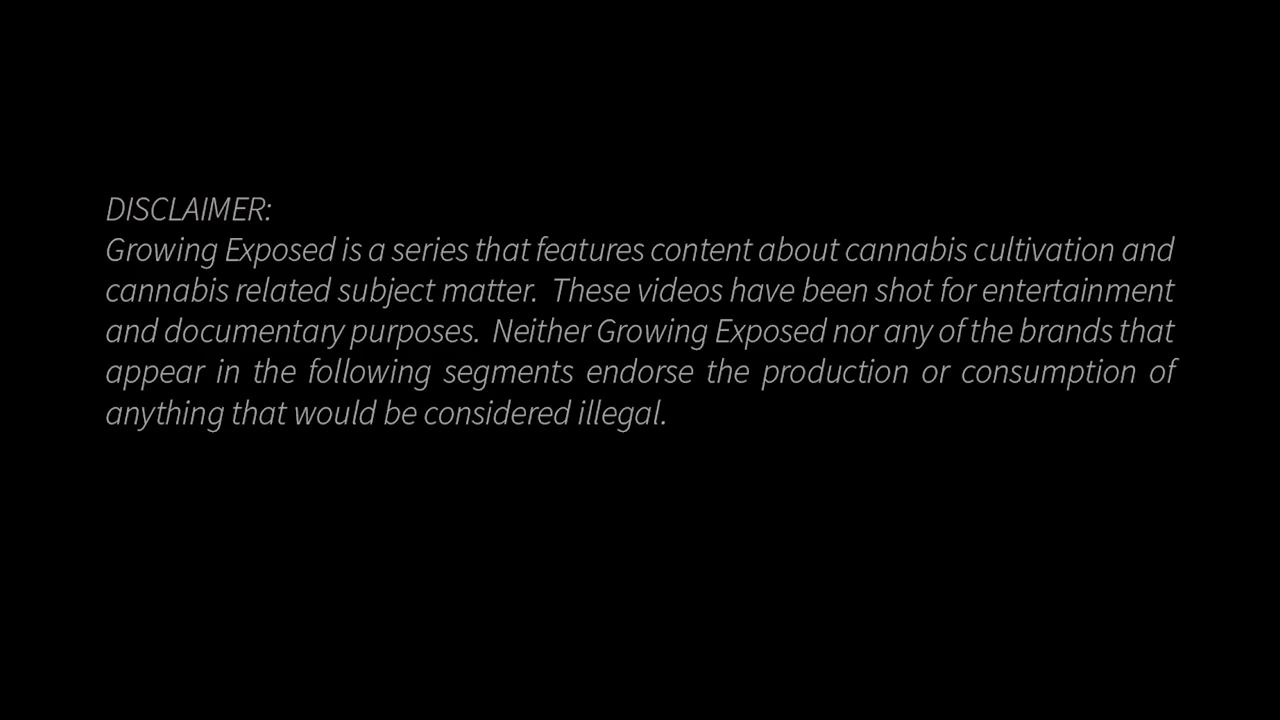 DISCLAIMER:
Growing Exposed is a series that features content about cannabis cultivation and
cannabis related subject matter.  These videos have been shot for entertainment
and documentary purposes.  Neither Growing Exposed nor any of the brands that
appear in the following segments endorse the production or consumption of
anything that would be considered illegal.